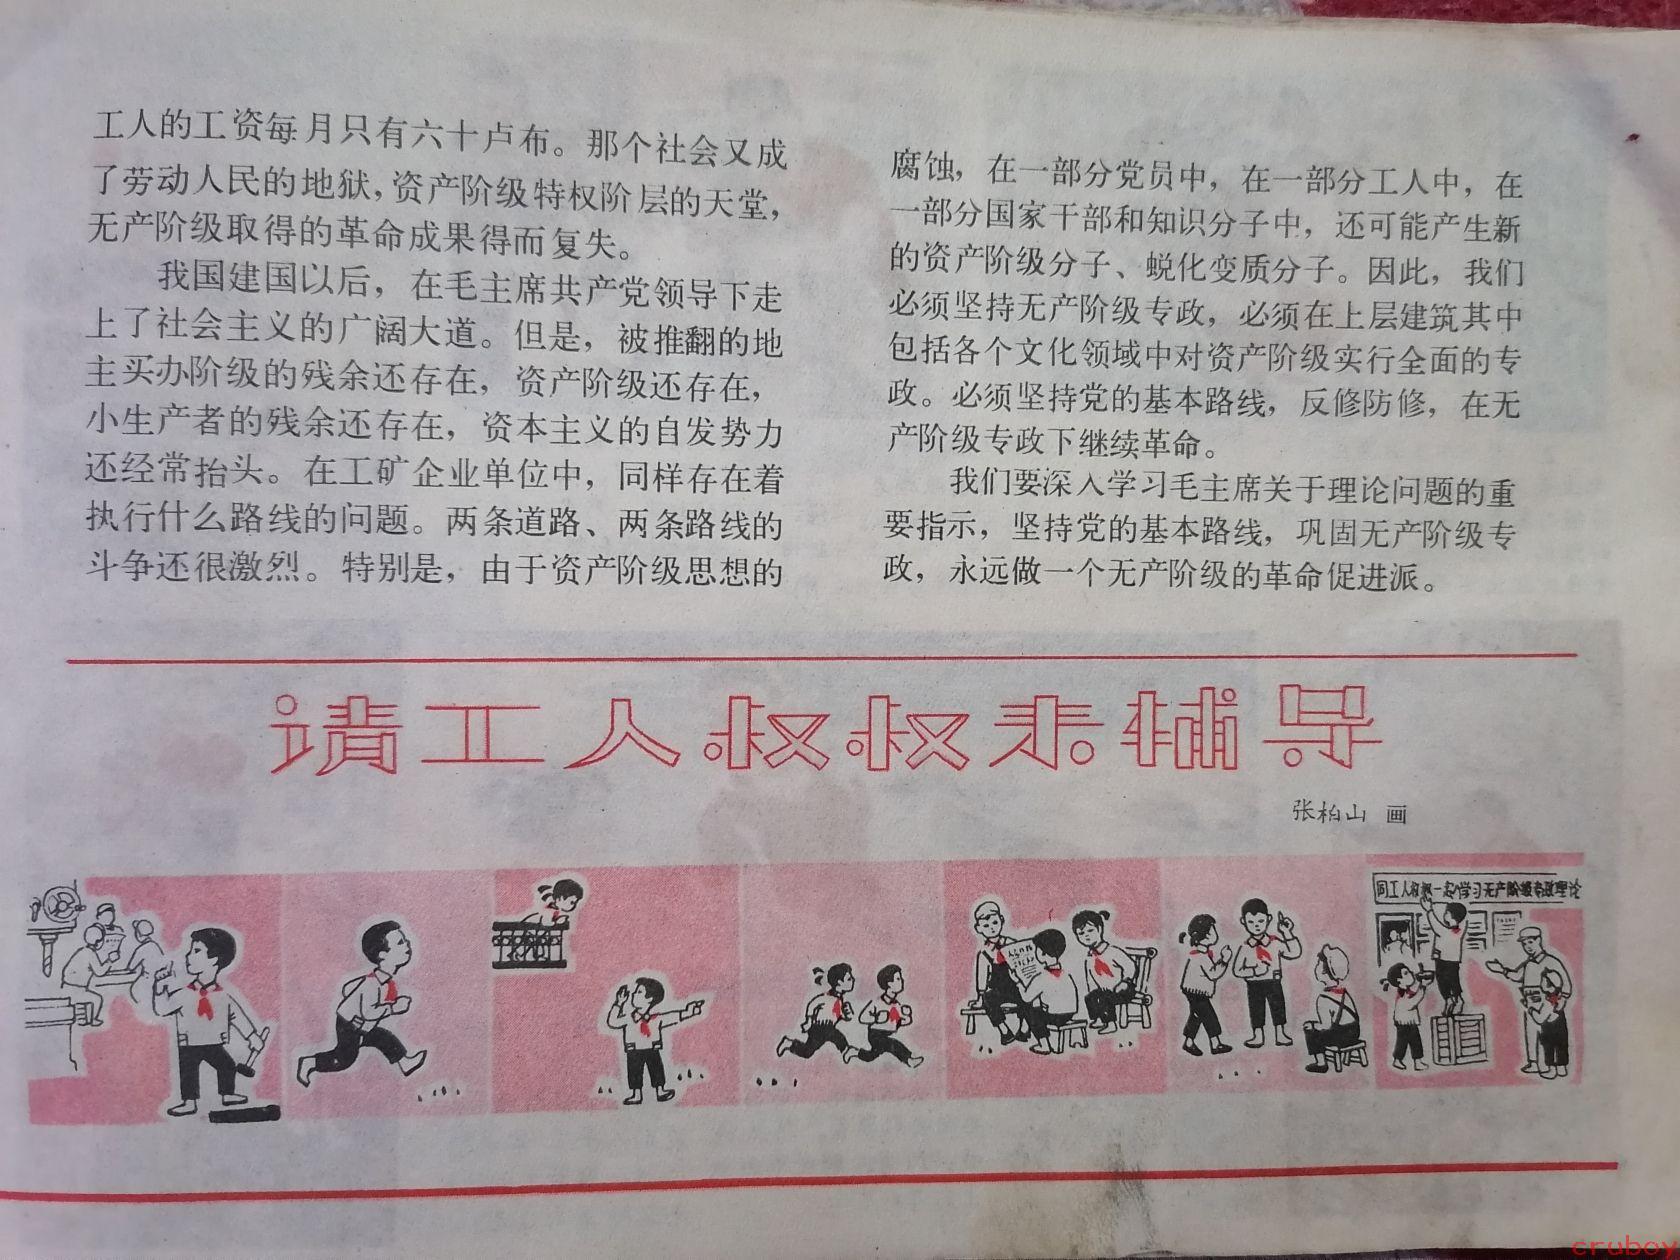 工人的工资每月只有六十卢布。那个社会又成
了劳动人民的地狱，资产阶级特权阶层的天堂，
无产阶级取得的革命成果得而复失。
我国建国以后，在毛主席共产党领导下走
上了社会主义的广阔大道。但是，被推翻的地
主买办阶级的残余还存在，资产阶级还存在，
小生产者的残余还存在，资本主义的自发势力
还经常抬头。在工矿企业单位中，同样存在着
执行什么路线的问题。两条道路、两条路线的
斗争还很激烈。特别是，由于资产阶级思想的
腐蚀，在一部分党员中，在一部分工人中，在
一部分国家干部和知识分子中，还可能产生新
的资产阶级分子、蜕化变质分子。因此，我们
必须坚持无产阶级专政，必须在上层建筑其中
包括各个文化领域中对资产阶级实行全面的专
政。必须坚持党的基本路线，反修防修，在无
产阶级专政下继续革命。
我们要深入学习毛主席关于理论问题的重
要指示，坚持党的基本路线，巩固无产阶级专
政，永远做一个无产阶级的革命促进派。
请工人叔叔来辅导
张柏山 画
同工人叔叔一起学习无产阶级专政理论
cruboy